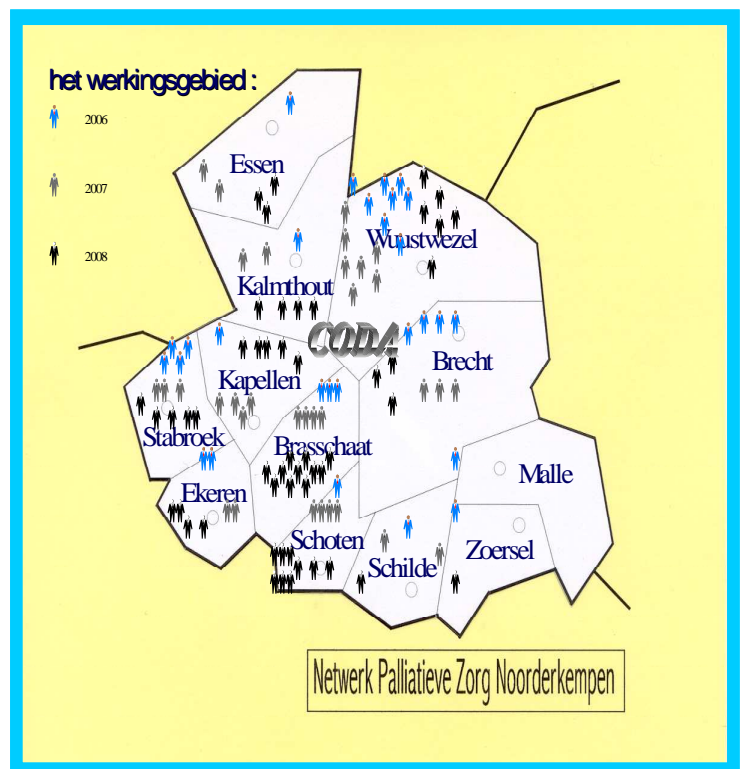 het werkingsgebied :
2006
Essen
2007
Wuustwezel
2008
Kalmthout
CODA
Brecht
Kapellen
Stabroek
Brasschaat
Malle
Ekeren
Schoten
Zoersel
Schilde
Netwerk Palliatieve Zorg Noorderkempen